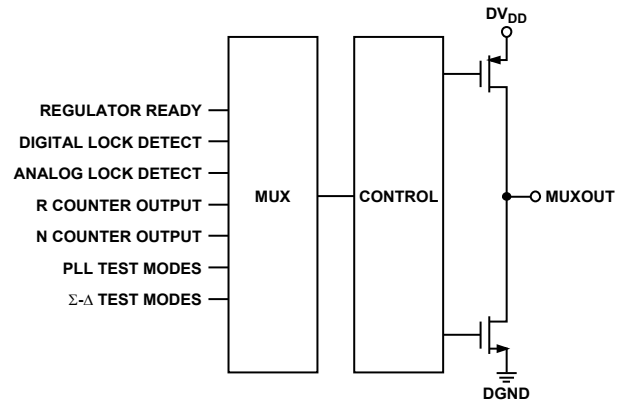 DVDD
REGULATOR READY
DIGITAL LOCK DETECT
ANALOG LOCK DETECT
R COUNTER OUTPUT
N COUNTER OUTPUT
PLL TEST MODES
Σ-Δ TEST MODES
MUX
CONTROL
MUXOUT
DGND